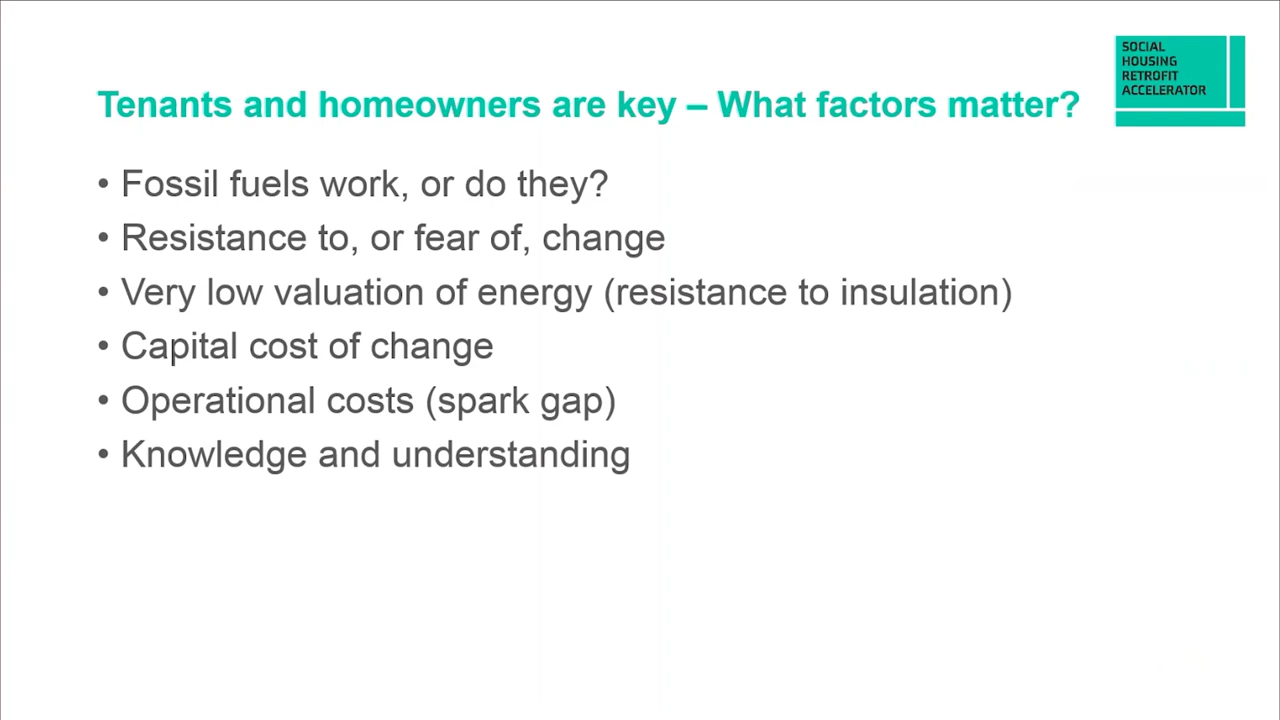 SOCIAL
HOUSING
RETROFIT
ACCELERATOR
Tenants and homeowners are key – What factors matter?
• Fossil fuels work, or do they?
• Resistance to, or fear of, change
• Very low valuation of energy (resistance to insulation)
• Capital cost of change
• Operational costs (spark gap)
• Knowledge and understanding